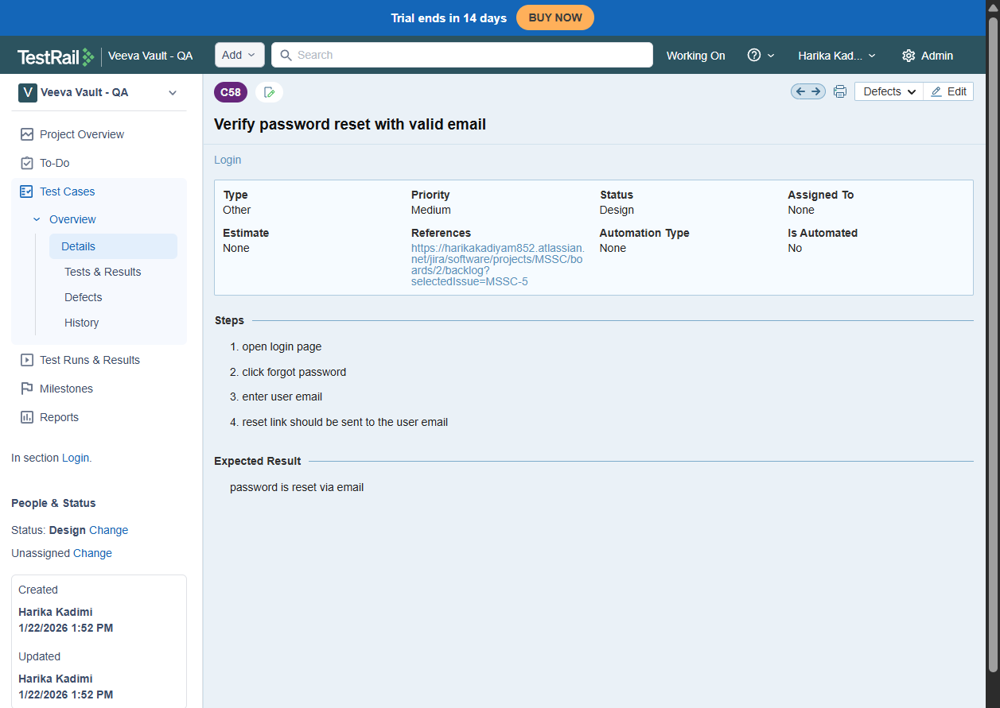 Trial ends in 14 days BUY NOW
TestRail Veeva Vault - QA Add Search Working On Harika Kad... Admin
V Veeva Vault - QA
Project Overview
To-Do
Test Cases
Overview
Details
Tests & Results
Defects
History
Test Runs & Results
Milestones
Reports
In section Login.
People & Status
Status: Design Change
Unassigned Change
Created
Harika Kadimi
1/22/2026 1:52 PM
Updated
Harika Kadimi
1/22/2026 1:52 PM
C58 Defects Edit
Verify password reset with valid email
Login
Type Priority Status Assigned To
Other Medium Design None
Estimate References Automation Type Is Automated
None https://harikakadiyam852.atlassian. None No
net/jira/software/projects/MSSC/bo
ards/2/backlog?
selectedIssue=MSSC-5
Steps
1. open login page
2. click forgot password
3. enter user email
4. reset link should be sent to the user email
Expected Result
password is reset via email